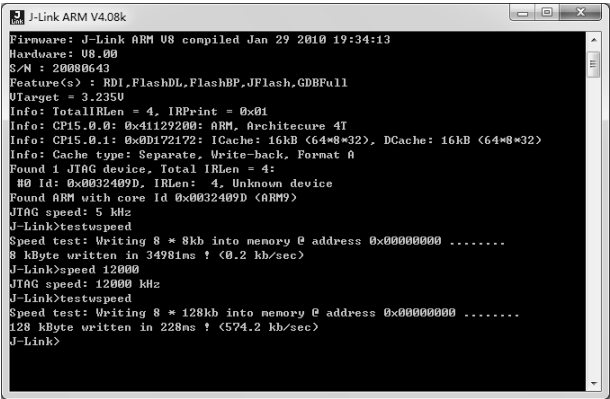 J-Link ARM V4.08k
Firmware: J-Link ARM V8 compiled Jan 29 2010 19:34:13
Hardware: V8.00
S/N : 20080643
Feature(s) : RDI,FlashDL,FlashBP,JFlash,GDBFull
VTarget = 3.235V
Info: TotalIRLen = 4, IRPrint = 0x01
Info: CP15.0.0: 0x41129200: ARM, Architecure 4T
Info: CP15.0.1: 0x0D172172: ICache: 16kB (64*8*32), DCache: 16kB (64*8*32)
Info: Cache type: Separate, Write-back, Format A
Found 1 JTAG device, Total IRLen = 4:
#0 Id: 0x0032409D, IRLen:  4, Unknown device
Found ARM with core Id 0x0032409D (ARM9)
JTAG speed: 5 kHz
J-Link>testwspeed
Speed test: Writing 8 * 8kb into memory @ address 0x00000000 ........
8 kByte written in 34981ms ! (0.2 kb/sec)
J-Link>speed 12000
JTAG speed: 12000 kHz
J-Link>testwspeed
Speed test: Writing 8 * 128kb into memory @ address 0x00000000 ........
128 kByte written in 228ms ! (574.2 kb/sec)
J-Link>